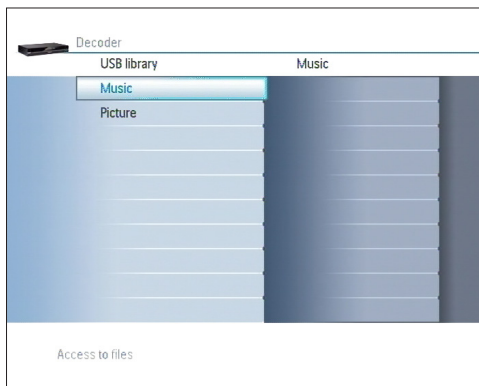 Decoder
USB library Music
Music
Picture
Access to files